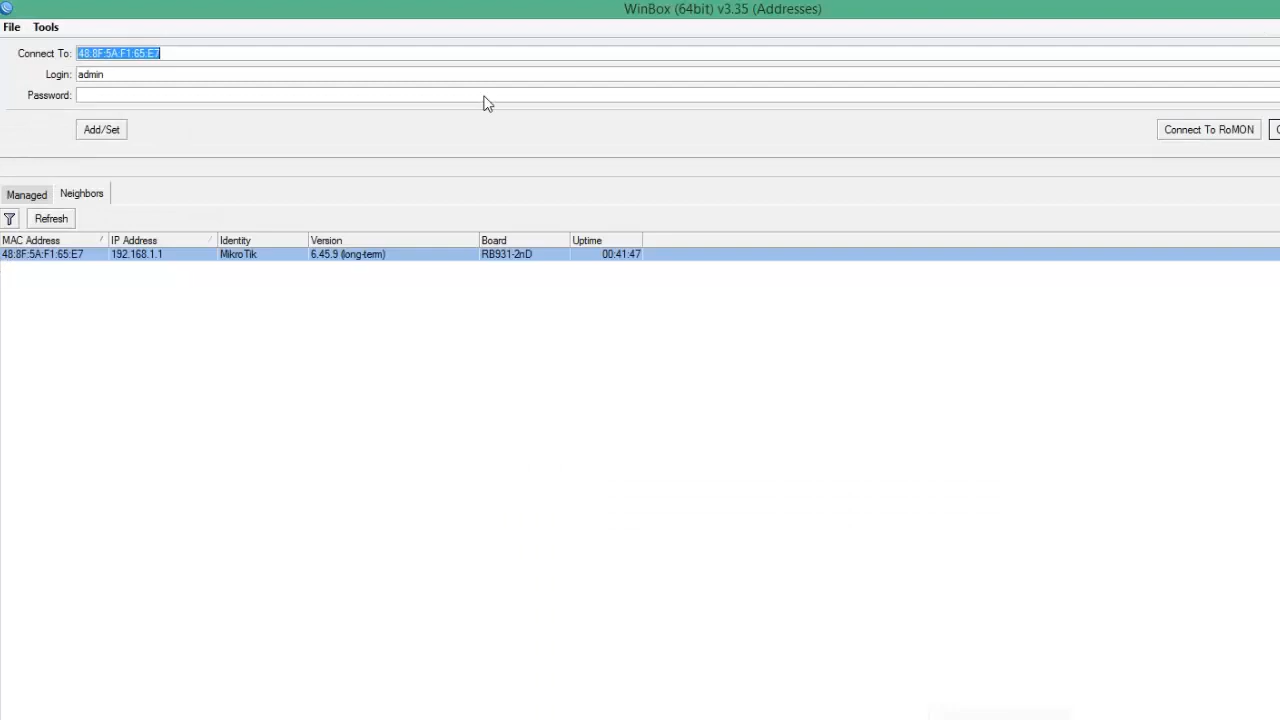 WinBox (64bit) v3.35 (Addresses)
File Tools
Connect To: 48:8F:5A:F1:65:E7
Login: admin
Password:
Add/Set Connect To RoMON
Managed Neighbors
Refresh
MAC Address IP Address Identity Version Board Uptime
48:8F:5A:F1:65:E7 192.168.1.1 MikroTik 6.45.9 (long-term) RB931-2nD 00:41:47